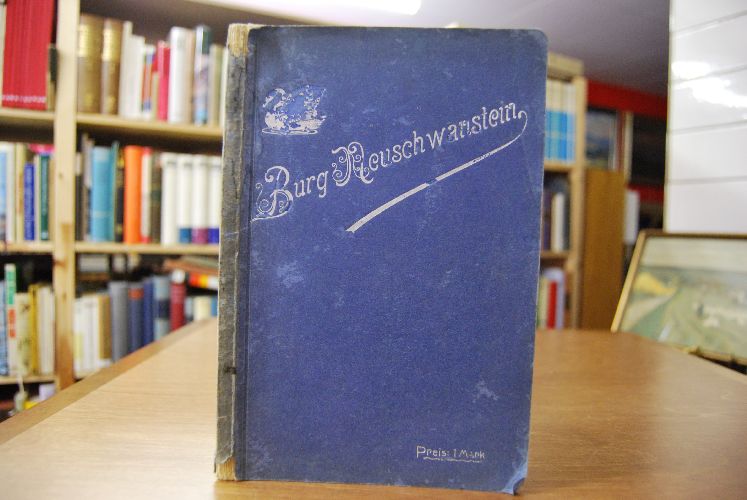 Burg Neuschwanstein
Preis: 1 Mark